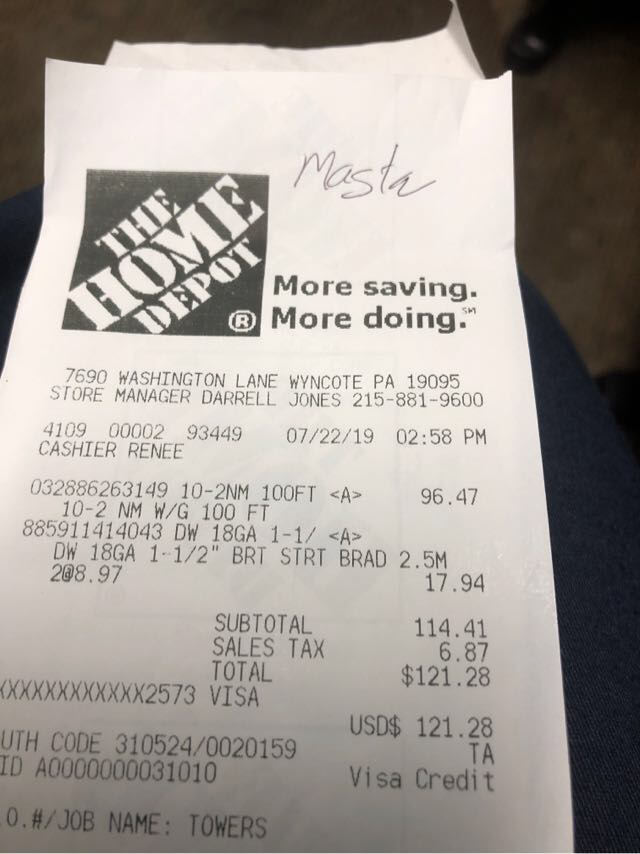 Masta
THE
HOME
DEPOT
®
More saving.
More doing.℠
7690 WASHINGTON LANE WYNCOTE PA 19095
STORE MANAGER DARRELL JONES 215-881-9600
4109 00002 93449 07/22/19 02:58 PM
CASHIER RENEE
032886263149 10-2NM 100FT <A> 96.47
10-2 NM W/G 100 FT
885911414043 DW 18GA 1-1/ <A>
DW 18GA 1-1/2" BRT STRT BRAD 2.5M
2@8.97 17.94
SUBTOTAL 114.41
SALES TAX 6.87
TOTAL $121.28
XXXXXXXXXXXX2573 VISA
USD$ 121.28
UTH CODE 310524/0020159 TA
ID A0000000031010 Visa Credit
.O.#/JOB NAME: TOWERS